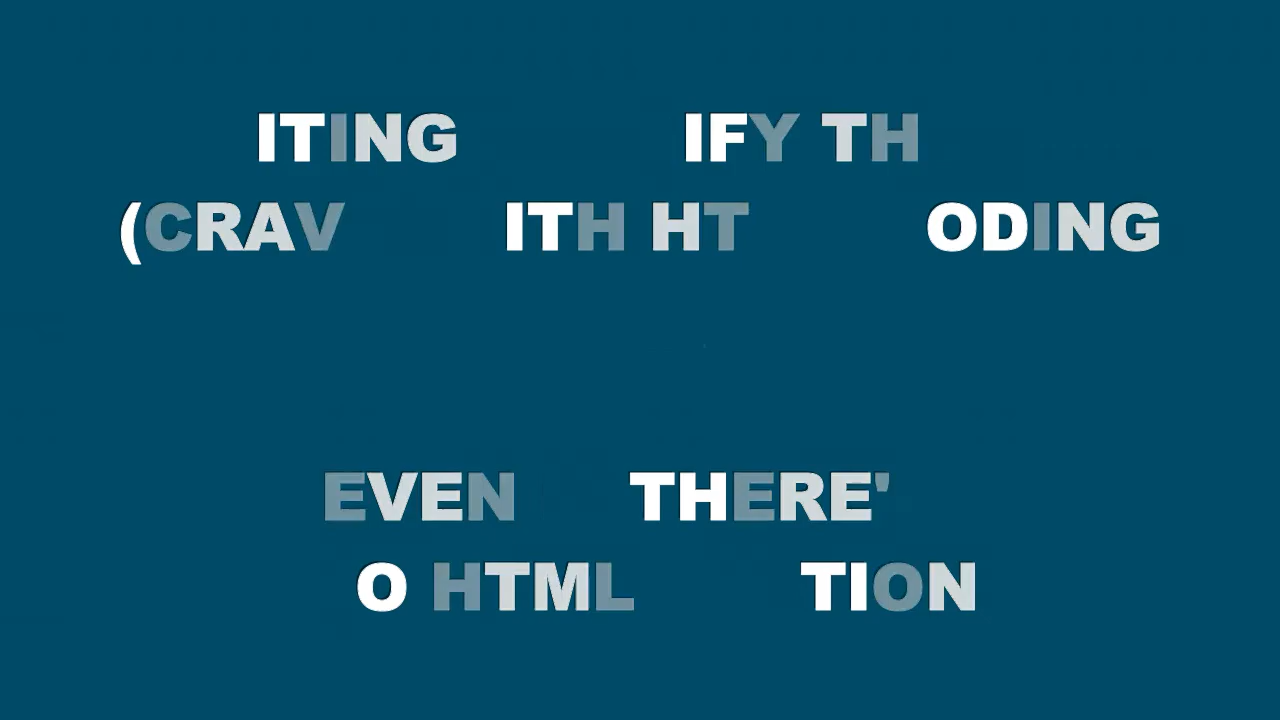 ITING IFY TH
(CRAV ITH HT ODING
EVEN THERE'
O HTML TION